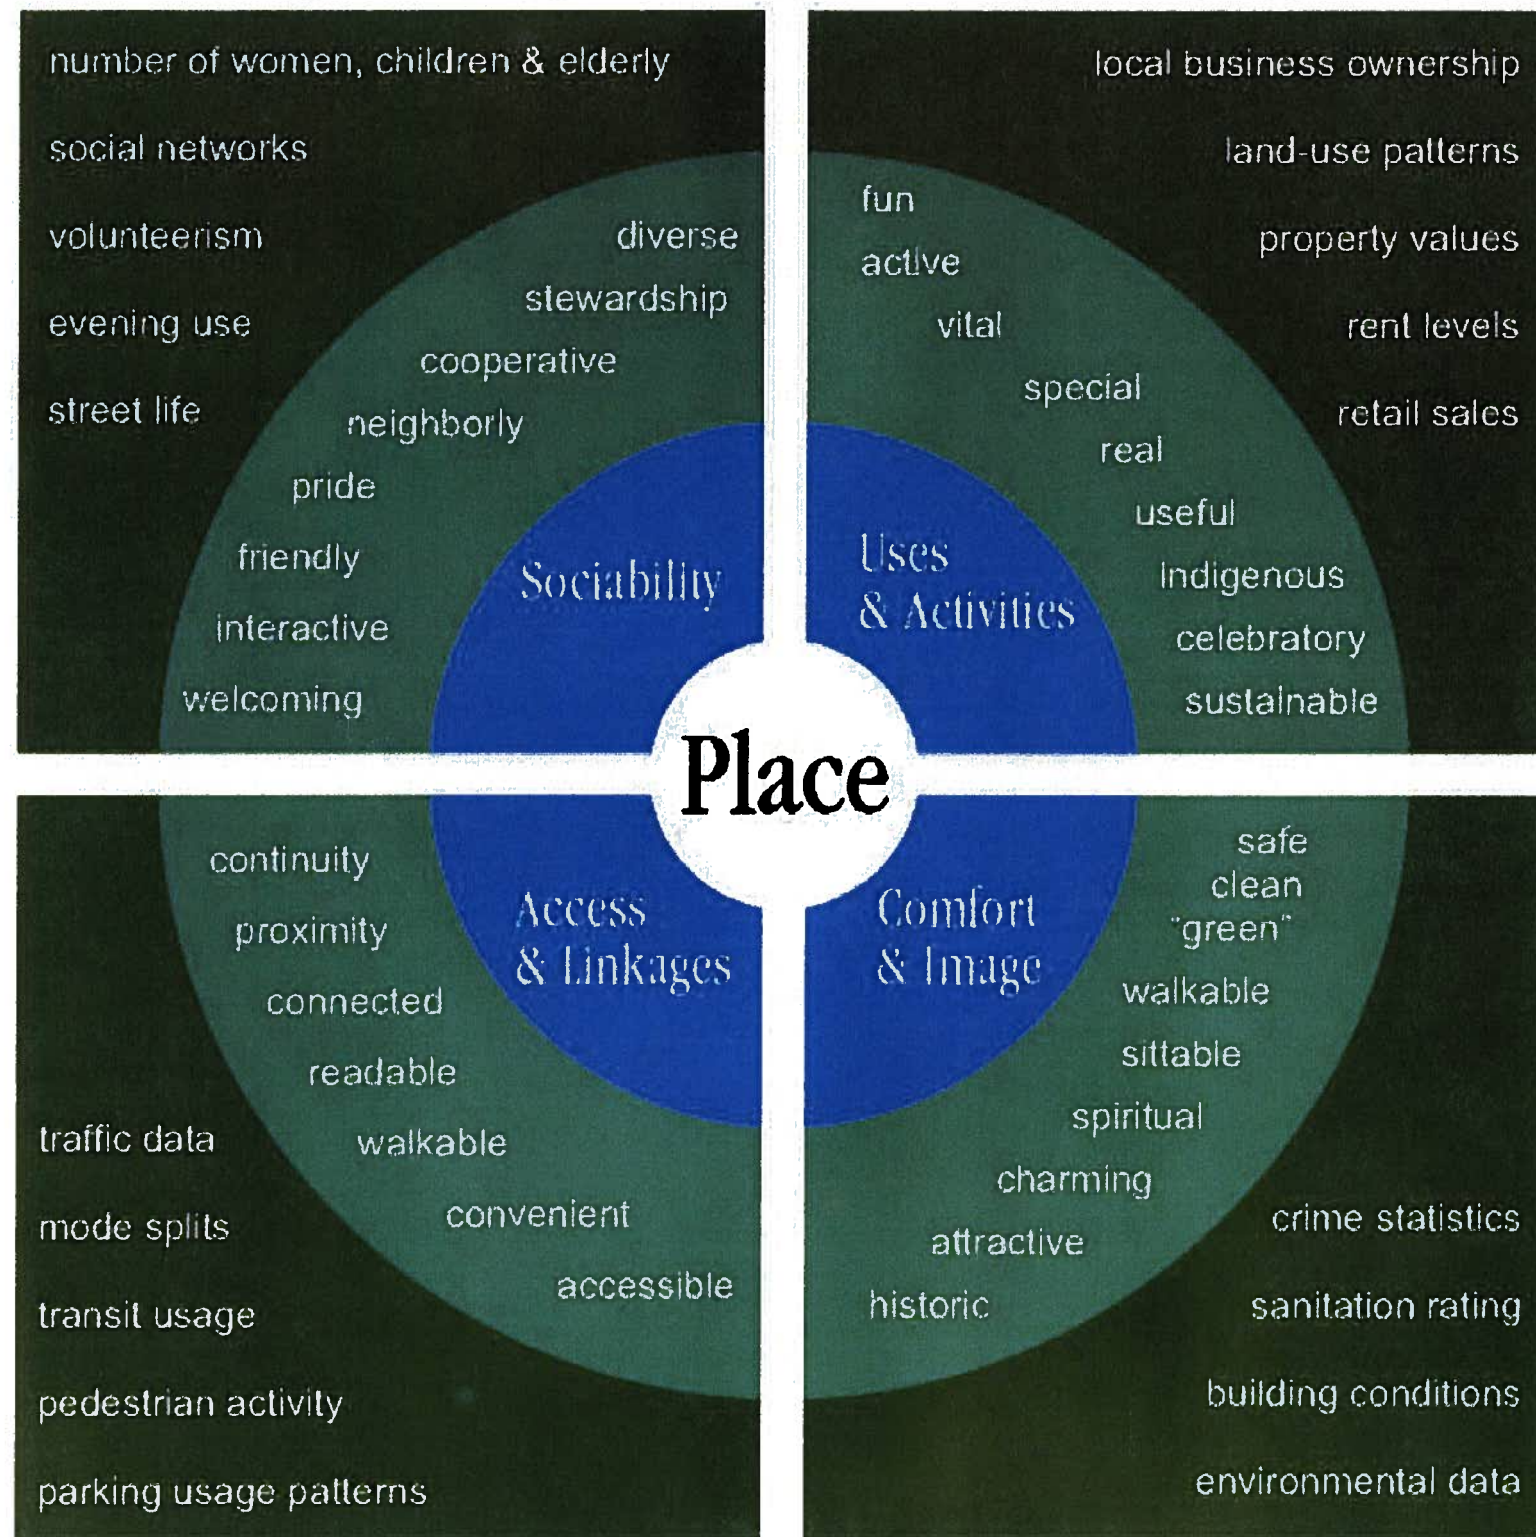 number of women, children & elderly
social networks
volunteerism
evening use
street life
diverse
stewardship
cooperative
neighborly
pride
friendly
interactive
welcoming
Sociability
local business ownership
land-use patterns
property values
rent levels
retail sales
fun
active
vital
special
real
useful
indigenous
celebratory
sustainable
Uses
& Activities
Place
continuity
proximity
connected
readable
walkable
convenient
accessible
Access
& Linkages
traffic data
mode splits
transit usage
pedestrian activity
parking usage patterns
Comfort
& Image
safe
clean
"green"
walkable
sittable
spiritual
charming
attractive
historic
crime statistics
sanitation rating
building conditions
environmental data